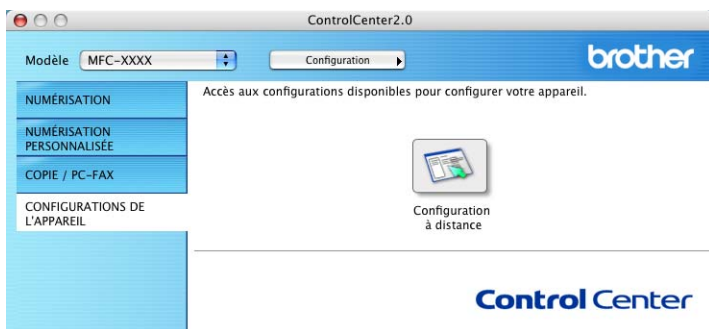 ControlCenter2.0
Modèle MFC-XXXX Configuration brother
NUMÉRISATION
NUMÉRISATION
PERSONNALISÉE
COPIE / PC-FAX
CONFIGURATIONS DE
L'APPAREIL
Accès aux configurations disponibles pour configurer votre appareil.
Configuration
à distance
Control Center